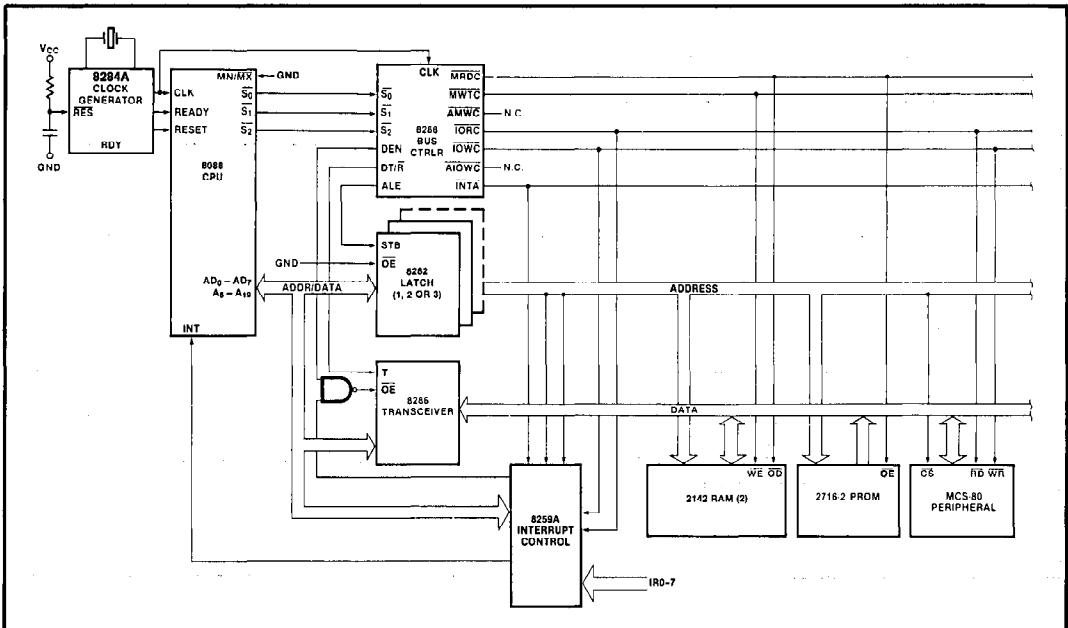 VCC
8284A
CLOCK
GENERATOR
RES
RDY
GND
MN/MX
GND
CLK
READY
RESET
S0
S1
S2
8088
CPU
AD0 – AD7
A8 – A19
INT
CLK
S0
S1
S2
DEN
DT/R
ALE
8288
BUS
CTRLR
MRDC
MWTC
AMWC
N.C
IORC
IOWC
AIOWC
N.C.
INTA
STB
GND
OE
8282
LATCH
(1, 2 OR 3)
ADDR/DATA
ADDRESS
T
OE
8286
TRANSCEIVER
DATA
8259A
INTERRUPT
CONTROL
IR0-7
WE OD
2142 RAM (2)
OE
2716-2 PROM
CS
RD WR
MCS-80
PERIPHERAL